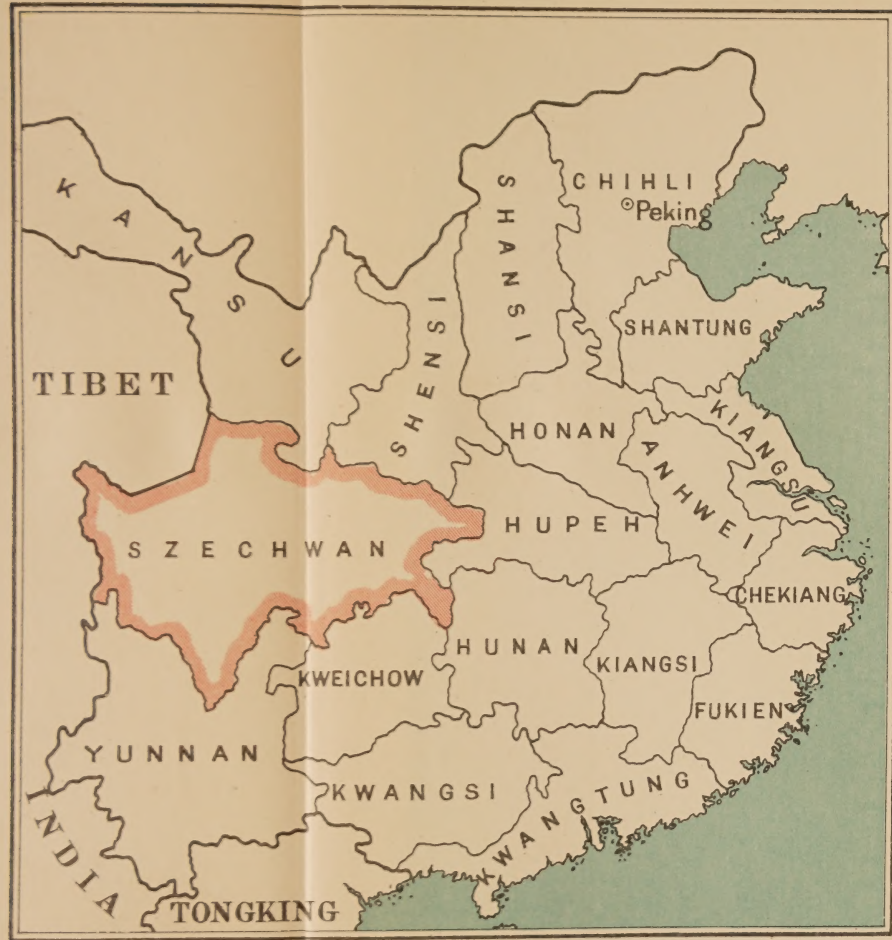 KANSU
SHANSI
CHIHLI
Peking
SHENSI
SHANTUNG
TIBET
KIANGSU
HONAN
ANHWEI
SZECHWAN
HUPEH
CHEKIANG
HUNAN
KIANGSI
KWEICHOW
FUKIEN
YUNNAN
KWANGSI
KWANGTUNG
INDIA
TONGKING